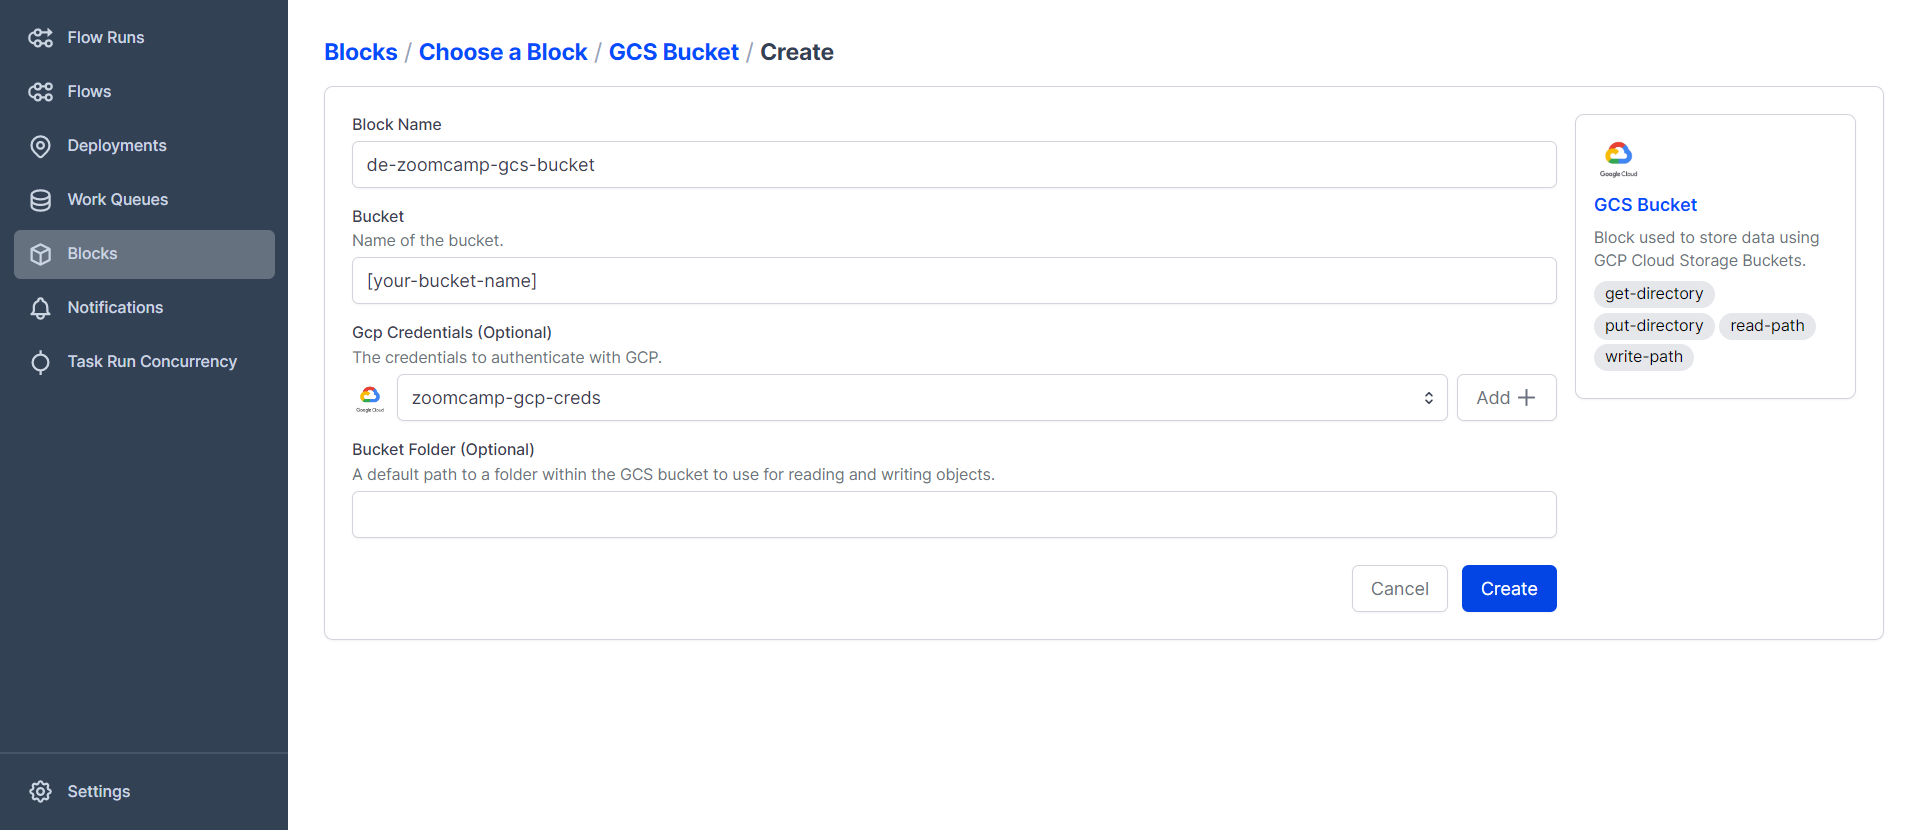 Flow Runs
Flows
Deployments
Work Queues
Blocks
Notifications
Task Run Concurrency
Settings
Blocks / Choose a Block / GCS Bucket / Create
Block Name
de-zoomcamp-gcs-bucket
Bucket
Name of the bucket.
[your-bucket-name]
Gcp Credentials (Optional)
The credentials to authenticate with GCP.
Google Cloud
zoomcamp-gcp-creds
Add
Bucket Folder (Optional)
A default path to a folder within the GCS bucket to use for reading and writing objects.
Cancel
Create
Google Cloud
GCS Bucket
Block used to store data using
GCP Cloud Storage Buckets.
get-directory
put-directory read-path
write-path